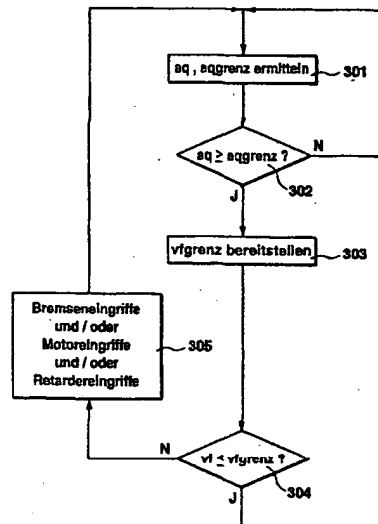 aq , aqgrenz ermitteln
301
aq ≥ aqgrenz ?
N
302
J
vfgrenz bereitstellen
303
Bremseneingriffe
und / oder
Motoreingriffe
und / oder
Retardereingriffe
305
N
vf ≤ vfgrenz ?
304
J